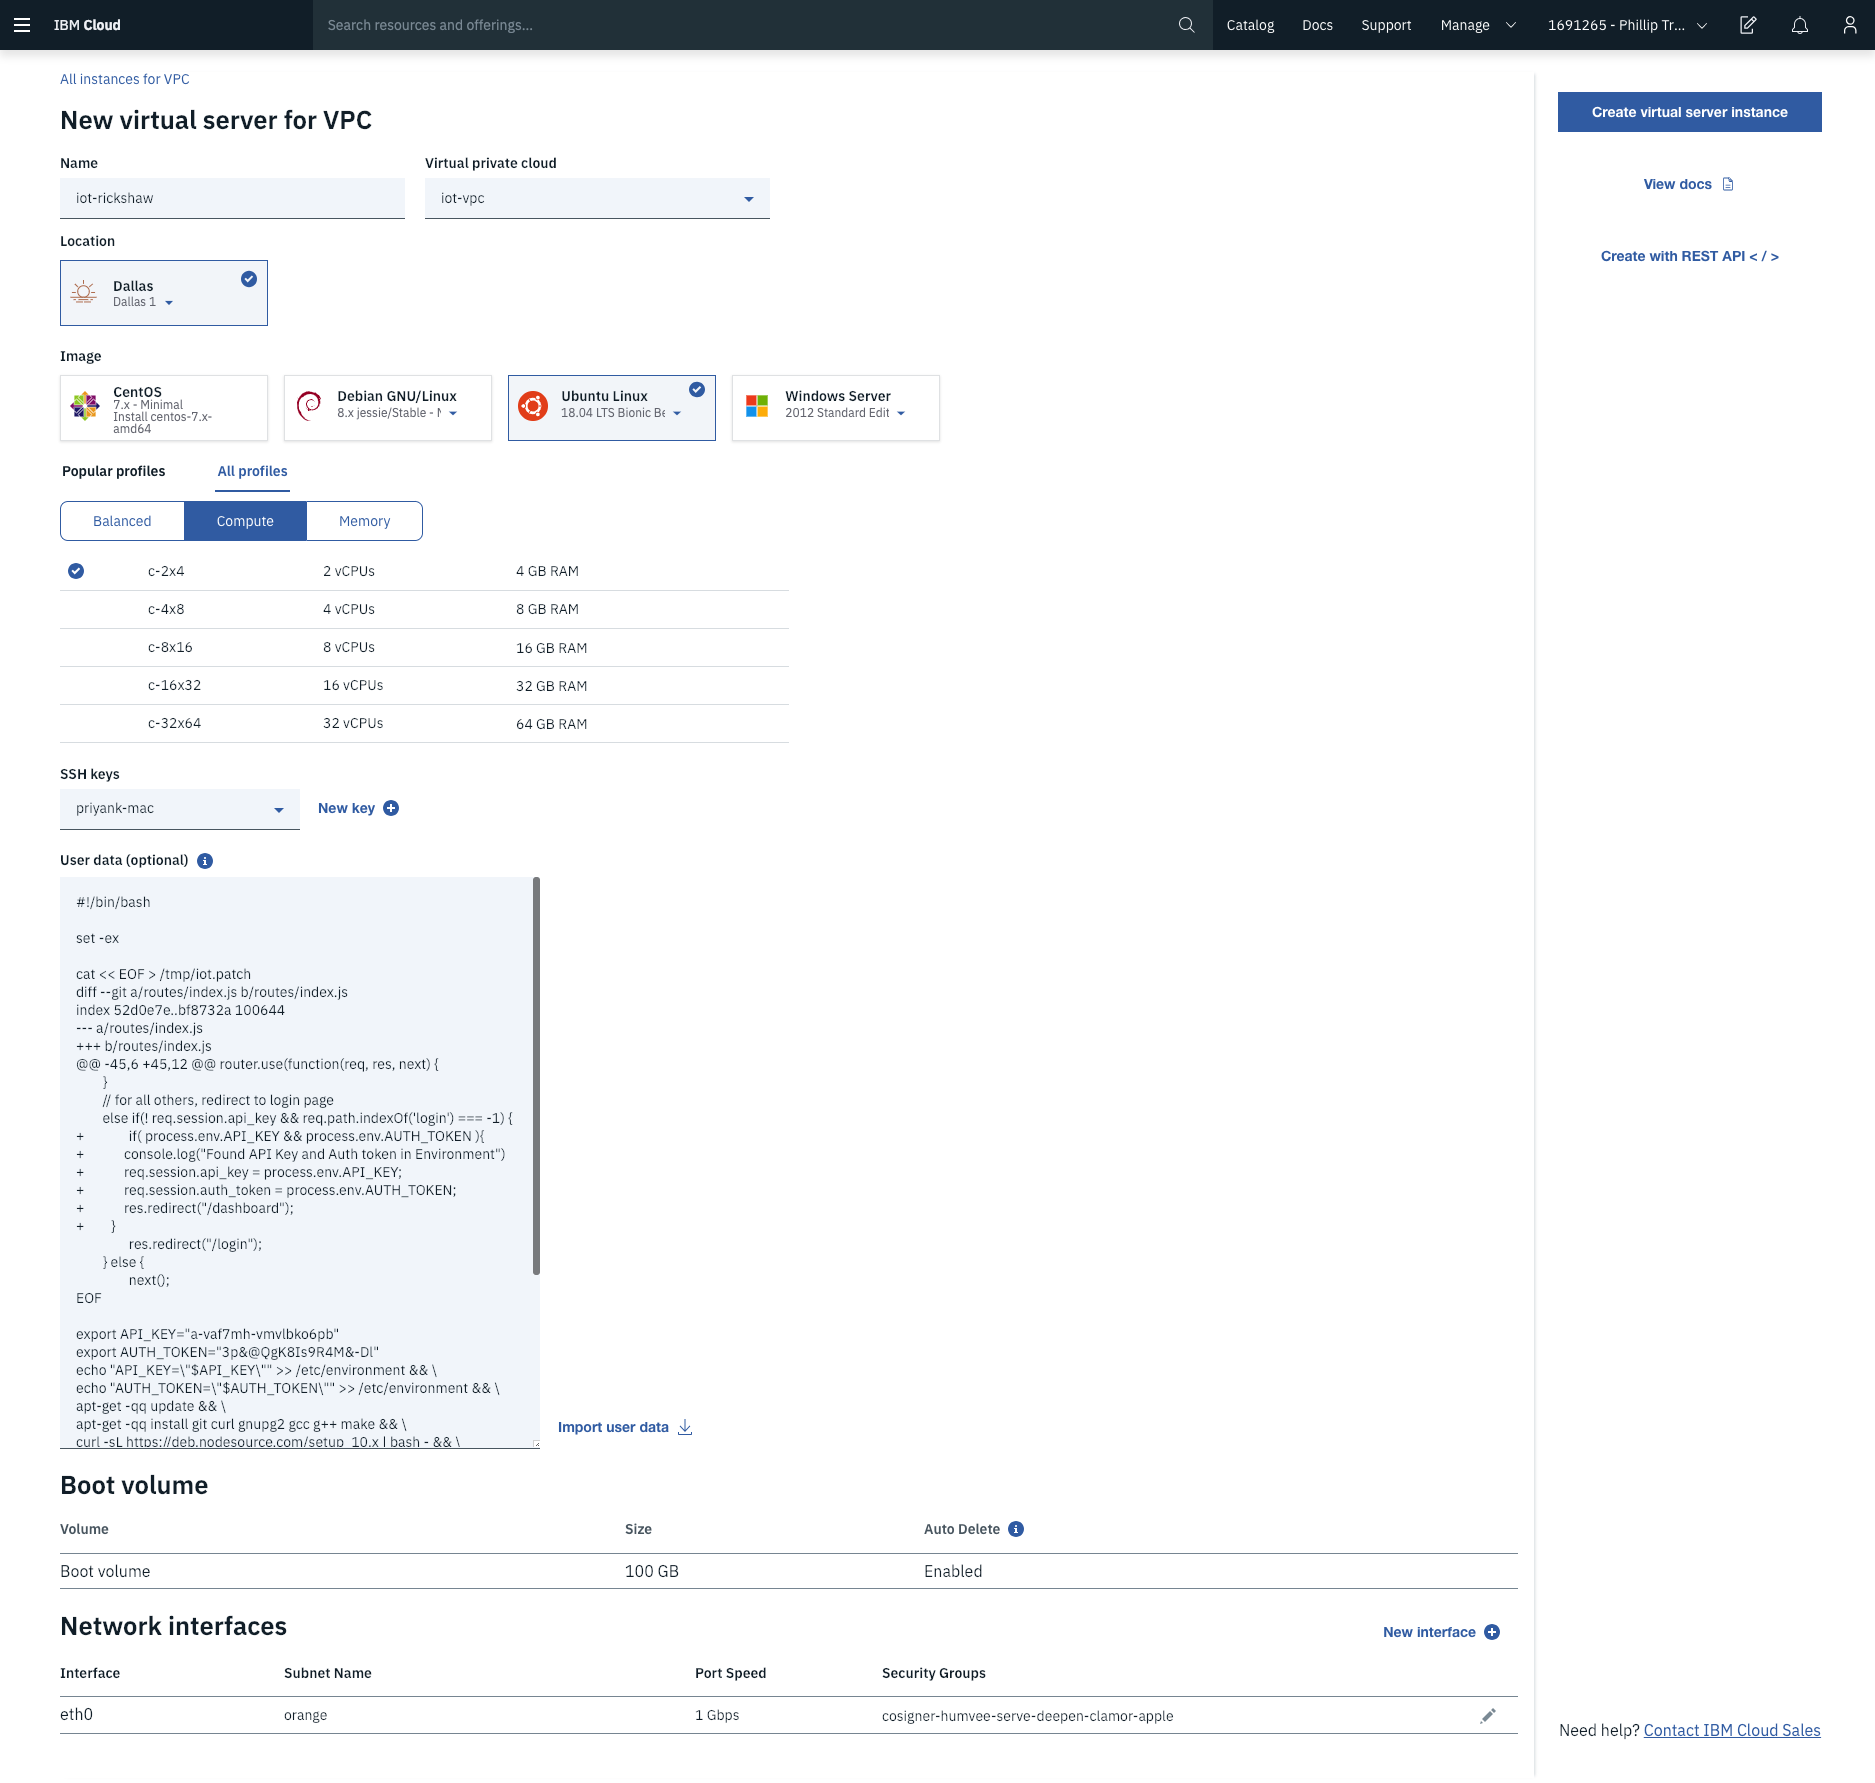 IBM Cloud
Search resources and offerings...
Catalog Docs Support Manage 1691265 - Phillip Tr...
All instances for VPC
New virtual server for VPC
Create virtual server instance
View docs
Create with REST API < / >
Name Virtual private cloud
iot-rickshaw iot-vpc
Location
Dallas
Dallas 1
Image
CentOS
7.x - Minimal
Install centos-7.x-
amd64
Debian GNU/Linux
8.x jessie/Stable -
Ubuntu Linux
18.04 LTS Bionic Be
Windows Server
2012 Standard Edit
Popular profiles All profiles
Balanced Compute Memory
c-2x4 2 vCPUs 4 GB RAM
c-4x8 4 vCPUs 8 GB RAM
c-8x16 8 vCPUs 16 GB RAM
c-16x32 16 vCPUs 32 GB RAM
c-32x64 32 vCPUs 64 GB RAM
SSH keys
priyank-mac New key
User data (optional)
#!/bin/bash
set -ex
cat << EOF > /tmp/iot.patch
diff --git a/routes/index.js b/routes/index.js
index 52d0e7e..bf8732a 100644
--- a/routes/index.js
+++ b/routes/index.js
@@ -45,6 +45,12 @@ router.use(function(req, res, next) {
}
// for all others, redirect to login page
else if(! req.session.api_key && req.path.indexOf('login') === -1) {
+ if( process.env.API_KEY && process.env.AUTH_TOKEN ){
+ console.log("Found API Key and Auth token in Environment")
+ req.session.api_key = process.env.API_KEY;
+ req.session.auth_token = process.env.AUTH_TOKEN;
+ res.redirect("/dashboard");
+ }
res.redirect("/login");
} else {
next();
EOF
export API_KEY="a-vaf7mh-vmvlbko6pb"
export AUTH_TOKEN="3p&@QgK8Is9R4M&-Dl"
echo "API_KEY=\"$API_KEY\"" >> /etc/environment && \
echo "AUTH_TOKEN=\"$AUTH_TOKEN\"" >> /etc/environment && \
apt-get -qq update && \
apt-get -qq install git curl gnupg2 gcc g++ make && \
curl -sL https://deb.nodesource.com/setup_10.x | bash - && \
Import user data
Boot volume
Volume Size Auto Delete
Boot volume 100 GB Enabled
Network interfaces
New interface
Interface Subnet Name Port Speed Security Groups
eth0 orange 1 Gbps cosigner-humvee-serve-deepen-clamor-apple
Need help? Contact IBM Cloud Sales